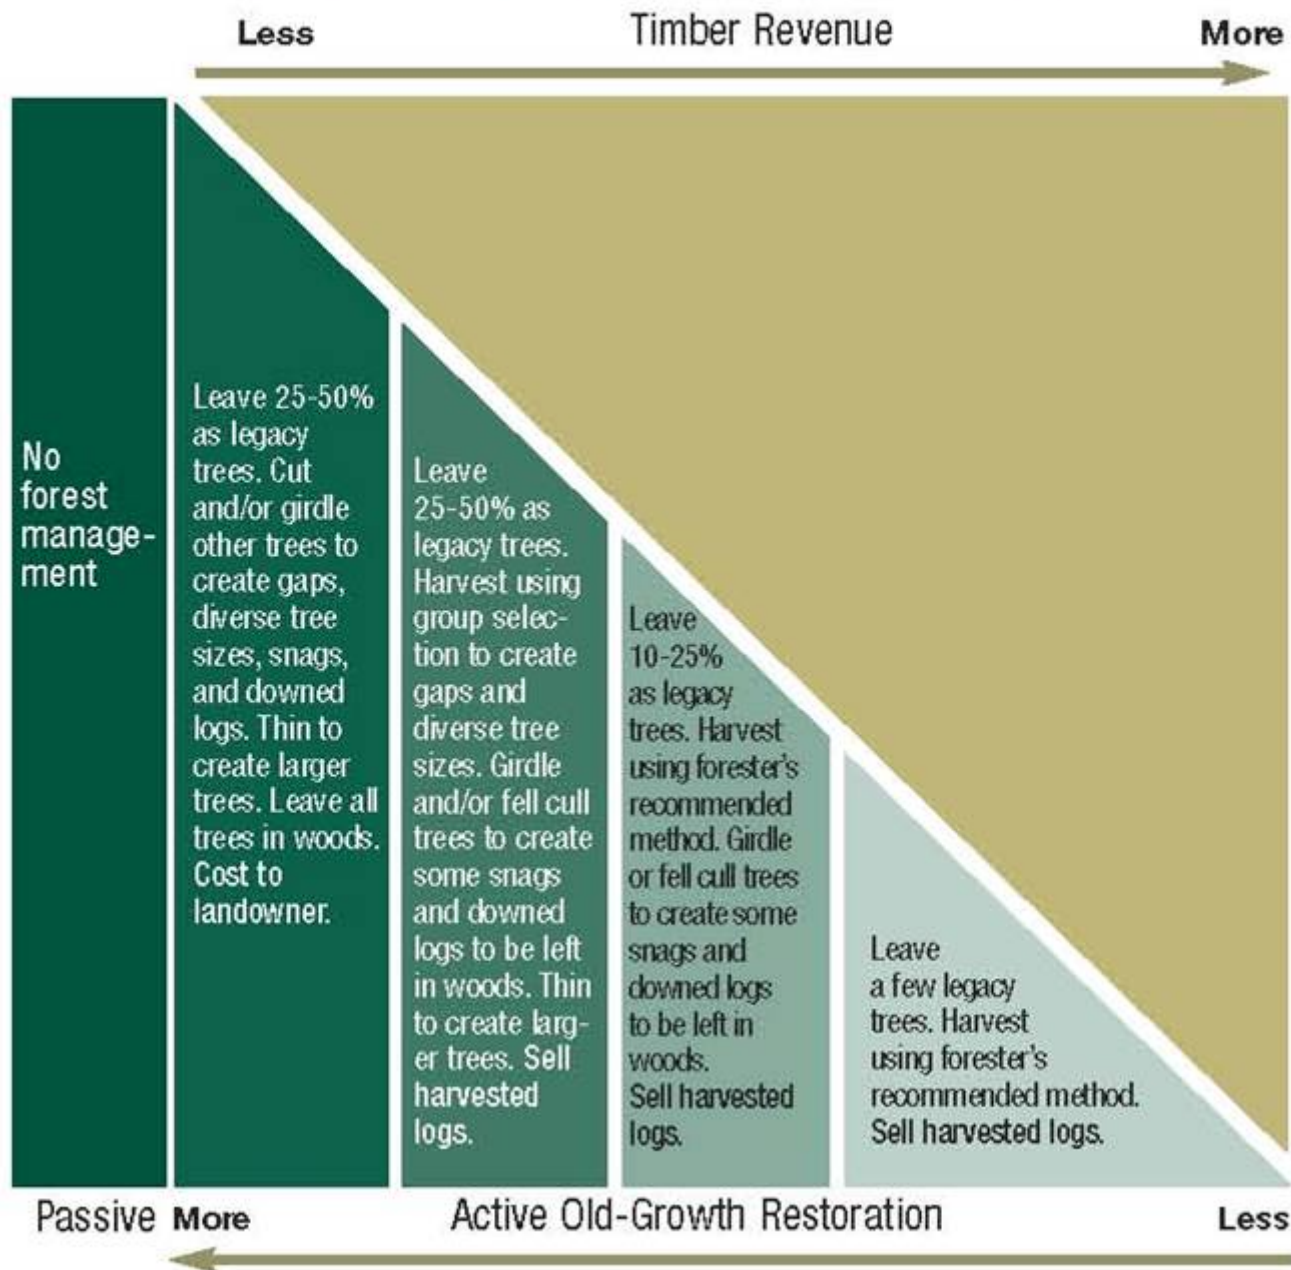 Less Timber Revenue More
No
forest
manage-
ment
Leave 25-50%
as legacy
trees. Cut
and/or girdle
other trees to
create gaps,
diverse tree
sizes, snags,
and downed
logs. Thin to
create larger
trees. Leave all
trees in woods.
Cost to
landowner.
Leave
25-50% as
legacy trees.
Harvest using
group selec-
tion to create
gaps and
diverse tree
sizes. Girdle
and/or fell cull
trees to create
some snags
and downed
logs to be left
in woods. Thin
to create larg-
er trees. Sell
harvested
logs.
Leave
10-25%
as legacy
trees. Harvest
using forester's
recommended
method. Girdle
or fell cull trees
to create some
snags and
downed logs
to be left in
woods.
Sell harvested
logs.
Leave
a few legacy
trees. Harvest
using forester's
recommended method.
Sell harvested logs.
Passive More Active Old-Growth Restoration Less